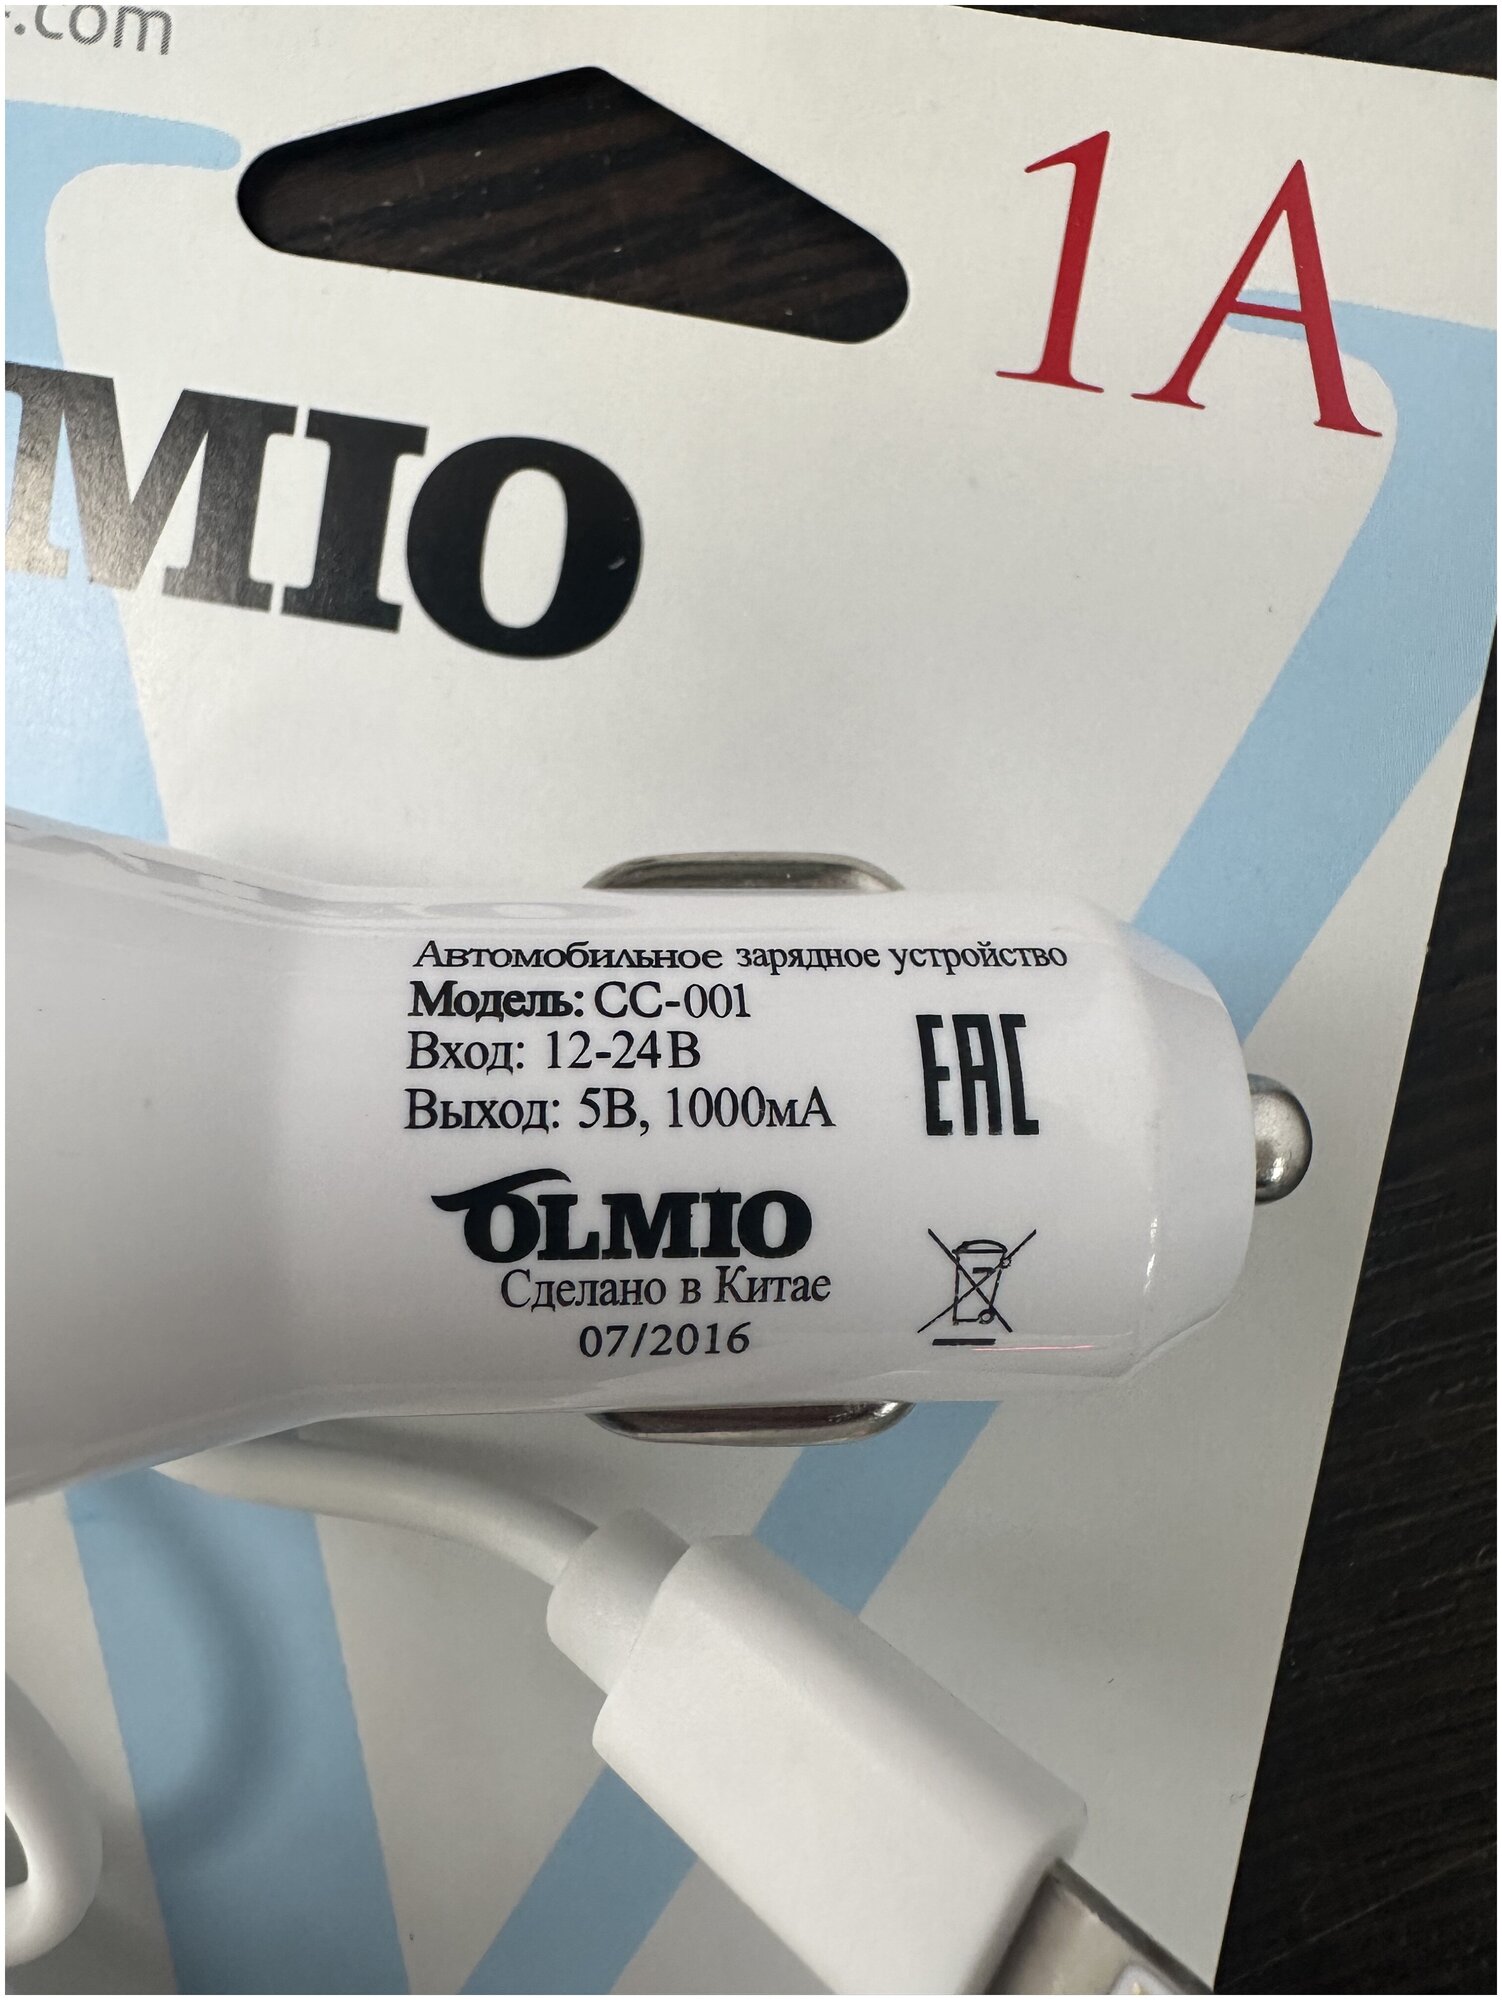 .com
1A
MIO
Автомобильное зарядное устройство
Модель: CC-001
Вход: 12-24В
Выход: 5В, 1000мА
EAC
OLMIO
Сделано в Китае
07/2016